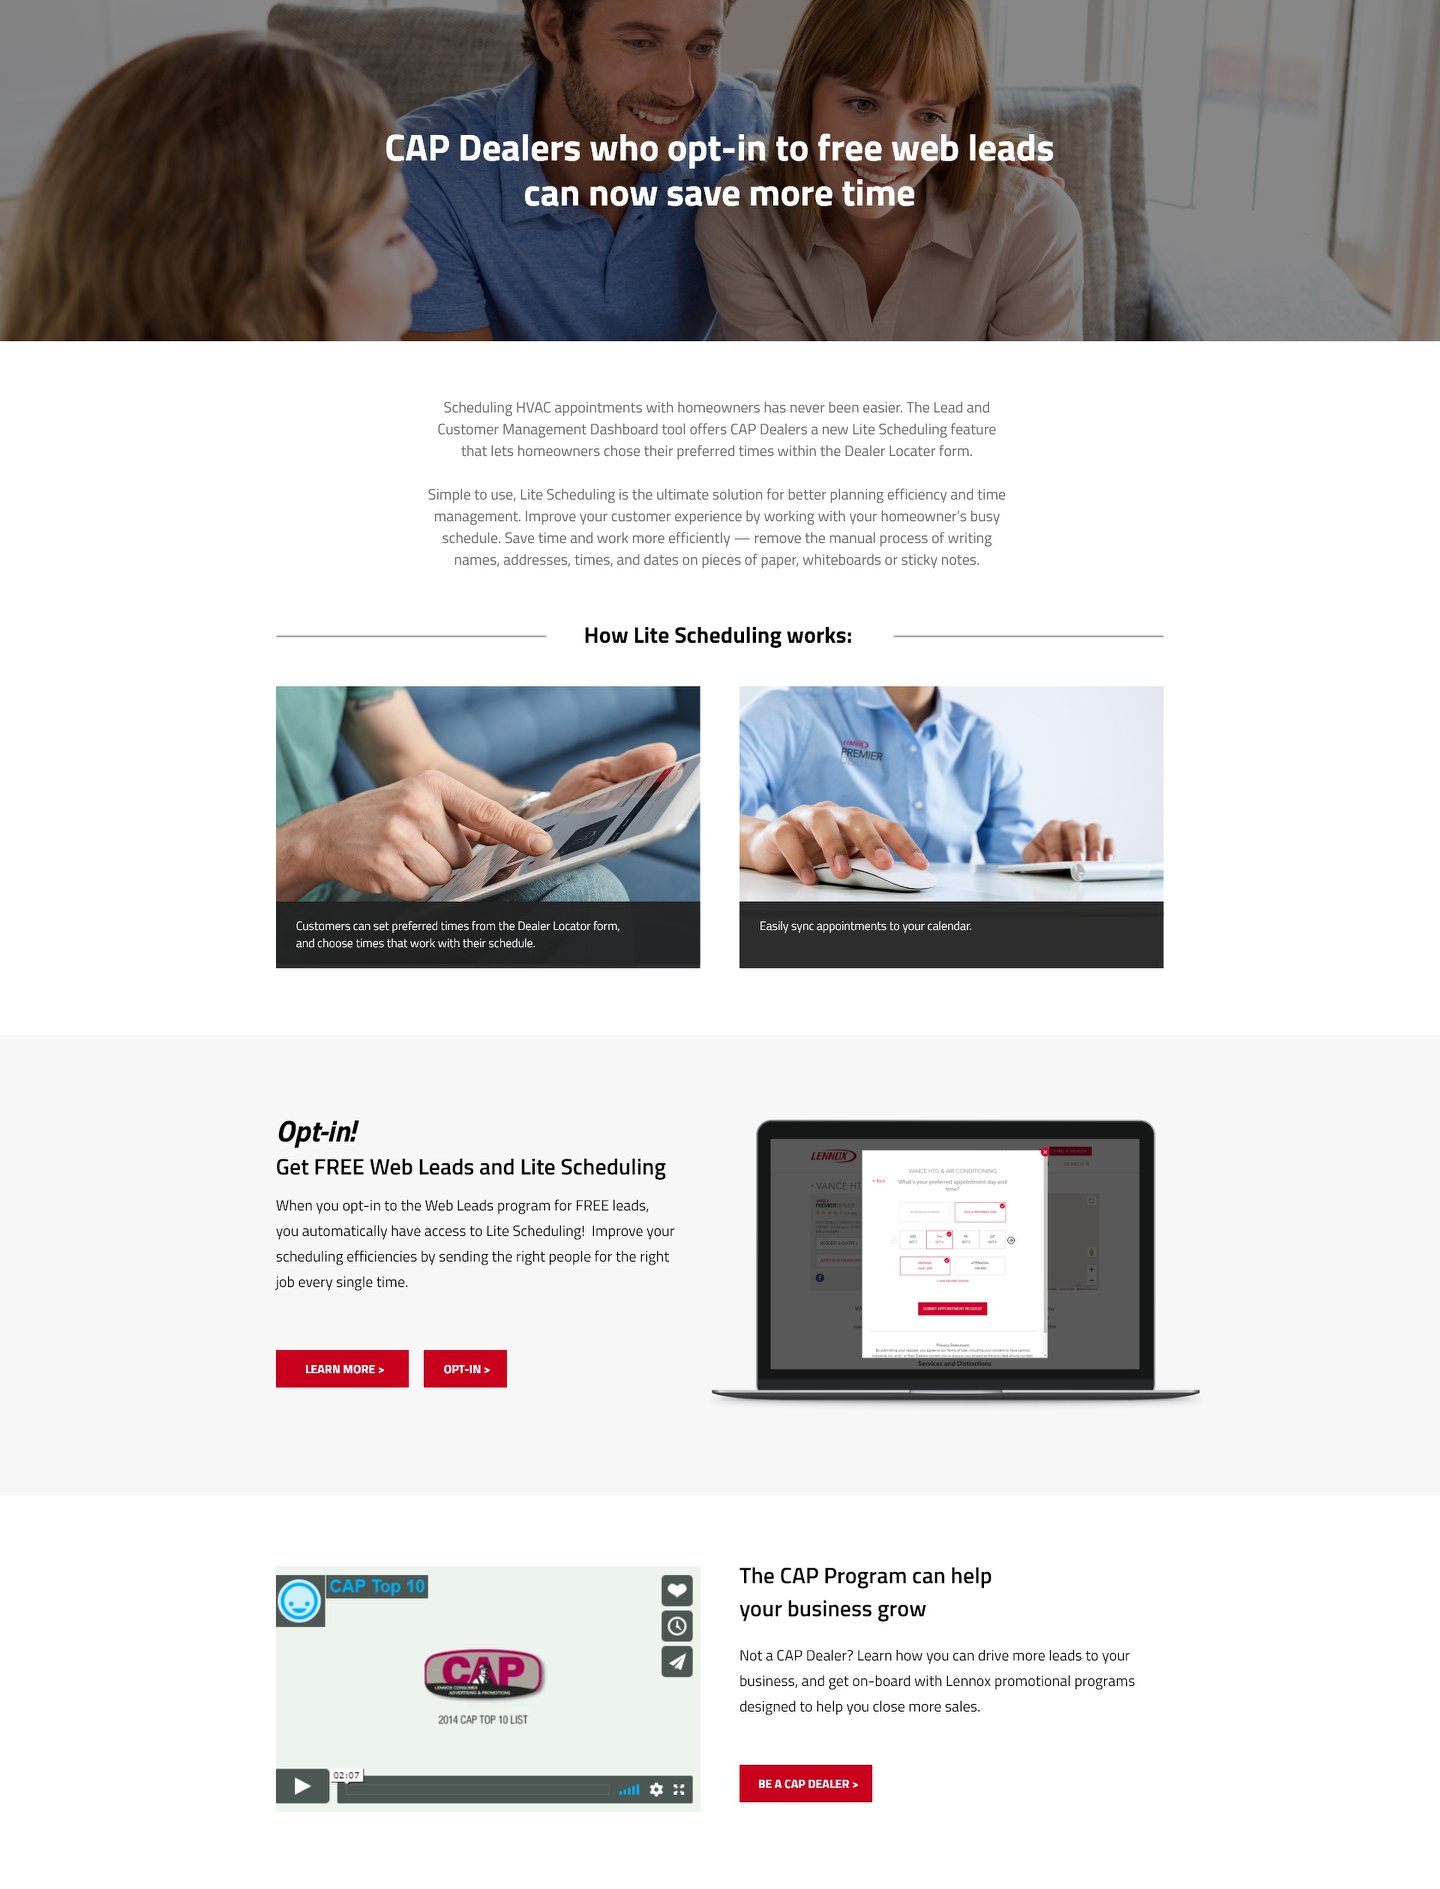 CAP Dealers who opt-in to free web leads
can now save more time
Scheduling HVAC appointments with homeowners has never been easier. The Lead and
Customer Management Dashboard tool offers CAP Dealers a new Lite Scheduling feature
that lets homeowners chose their preferred times within the Dealer Locater form.
Simple to use, Lite Scheduling is the ultimate solution for better planning efficiency and time
management. Improve your customer experience by working with your homeowner’s busy
schedule. Save time and work more efficiently — remove the manual process of writing
names, addresses, times, and dates on pieces of paper, whiteboards or sticky notes.
How Lite Scheduling works:
LENNOX
PREMIER
DEALER
Customers can set preferred times from the Dealer Locator form,
and choose times that work with their schedule.
Easily sync appointments to your calendar.
Opt-in!
Get FREE Web Leads and Lite Scheduling
When you opt-in to the Web Leads program for FREE leads,
you automatically have access to Lite Scheduling!  Improve your
scheduling efficiencies by sending the right people for the right
job every single time.
LEARN MORE >
OPT-IN >
LENNOX
FIND A DEALER
VANCE HTG & AIR CONDITIONING
< Back
What's your preferred appointment day and
time?
SUBMIT APPOINTMENT REQUEST
Privacy Statement
Services and Distinctions
CAP Top 10
CAP
LENNOX CONSUMER
ADVERTISING & PROMOTIONS
2014 CAP TOP 10 LIST
02:07
The CAP Program can help
your business grow
Not a CAP Dealer? Learn how you can drive more leads to your
business, and get on-board with Lennox promotional programs
designed to help you close more sales.
BE A CAP DEALER >